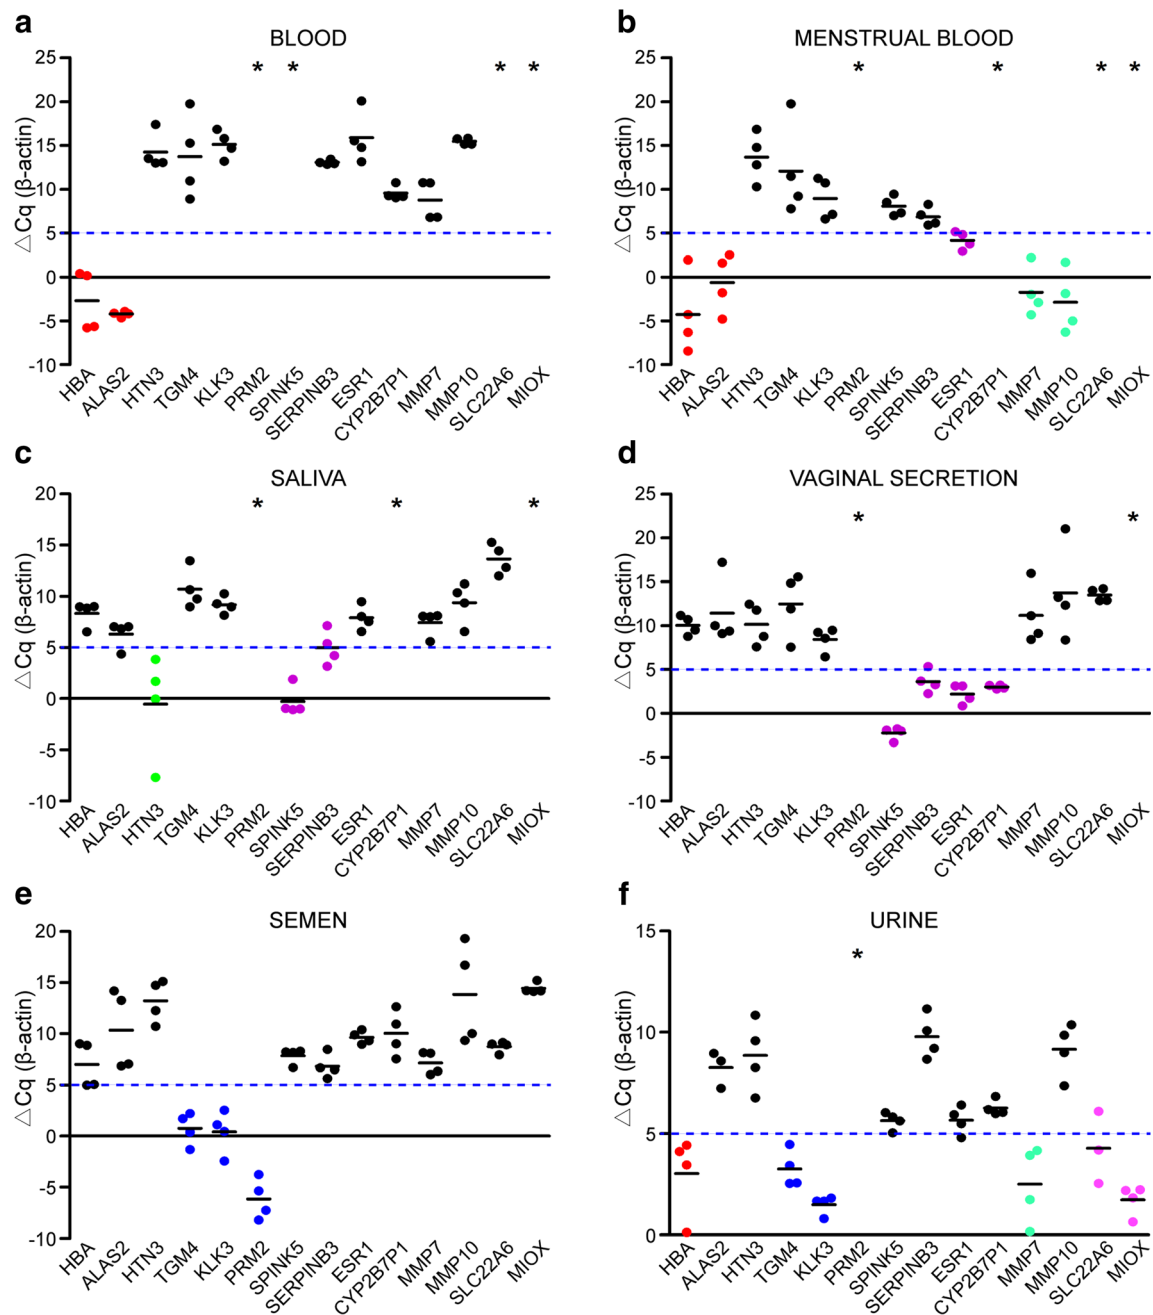 a
BLOOD
△Cq (β-actin)
25
20
15
10
5
0
-5
-10
* * * *
HBA
ALAS2
HTN3
TGM4
KLK3
PRM2
SPINK5
SERPINB3
ESR1
CYP2B7P1
MMP7
MMP10
SLC22A6
MIOX
b
MENSTRUAL BLOOD
△Cq (β-actin)
25
20
15
10
5
0
-5
-10
* * * *
HBA
ALAS2
HTN3
TGM4
KLK3
PRM2
SPINK5
SERPINB3
ESR1
CYP2B7P1
MMP7
MMP10
SLC22A6
MIOX
c
SALIVA
△Cq (β-actin)
20
15
10
5
0
-5
-10
* * *
HBA
ALAS2
HTN3
TGM4
KLK3
PRM2
SPINK5
SERPINB3
ESR1
CYP2B7P1
MMP7
MMP10
SLC22A6
MIOX
d
VAGINAL SECRETION
△Cq (β-actin)
25
20
15
10
5
0
-5
-10
* *
HBA
ALAS2
HTN3
TGM4
KLK3
PRM2
SPINK5
SERPINB3
ESR1
CYP2B7P1
MMP7
MMP10
SLC22A6
MIOX
e
SEMEN
△Cq (β-actin)
20
15
10
5
0
-5
-10
HBA
ALAS2
HTN3
TGM4
KLK3
PRM2
SPINK5
SERPINB3
ESR1
CYP2B7P1
MMP7
MMP10
SLC22A6
MIOX
f
URINE
△Cq (β-actin)
15
10
5
0
*
HBA
ALAS2
HTN3
TGM4
KLK3
PRM2
SPINK5
SERPINB3
ESR1
CYP2B7P1
MMP7
MMP10
SLC22A6
MIOX